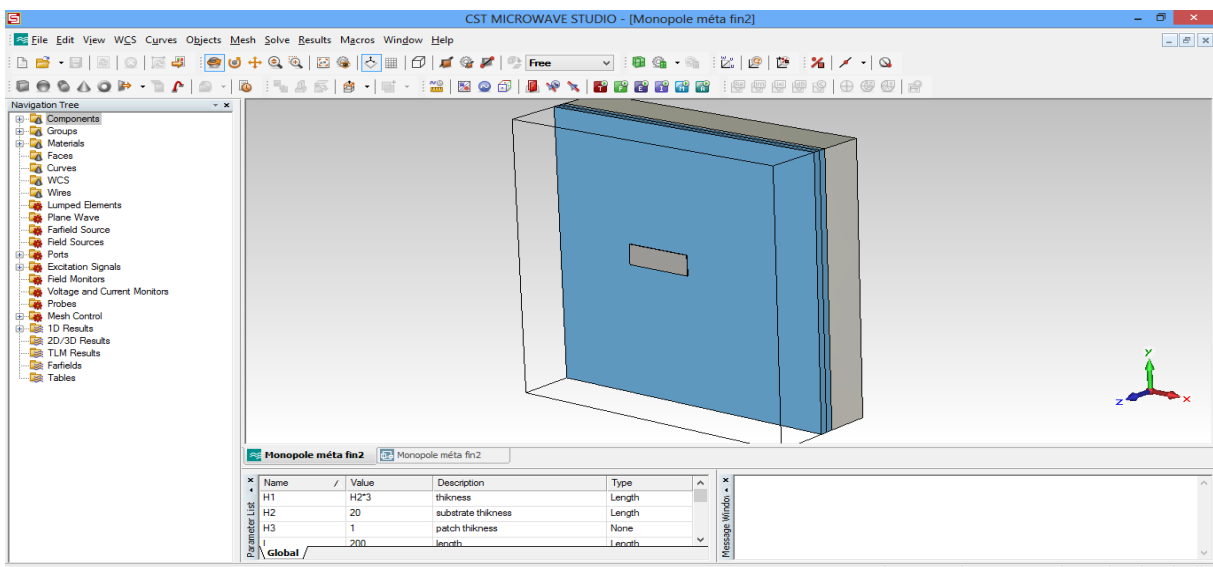 CST MICROWAVE STUDIO - [Monopole méta fin2]
File Edit View WCS Curves Objects Mesh Solve Results Macros Window Help
Free
Navigation Tree
Components
Groups
Materials
Faces
Curves
WCS
Wires
Lumped Elements
Plane Wave
Farfield Source
Field Sources
Ports
Excitation Signals
Field Monitors
Voltage and Current Monitors
Probes
Mesh Control
1D Results
2D/3D Results
TLM Results
Farfields
Tables
Y
Z X
Monopole méta fin2 Monopole méta fin2
Parameter List
Name / Value Description Type
H1 H2*3 thikness Length
H2 20 substrate thikness Length
H3 1 patch thikness None
200 length Length
Global